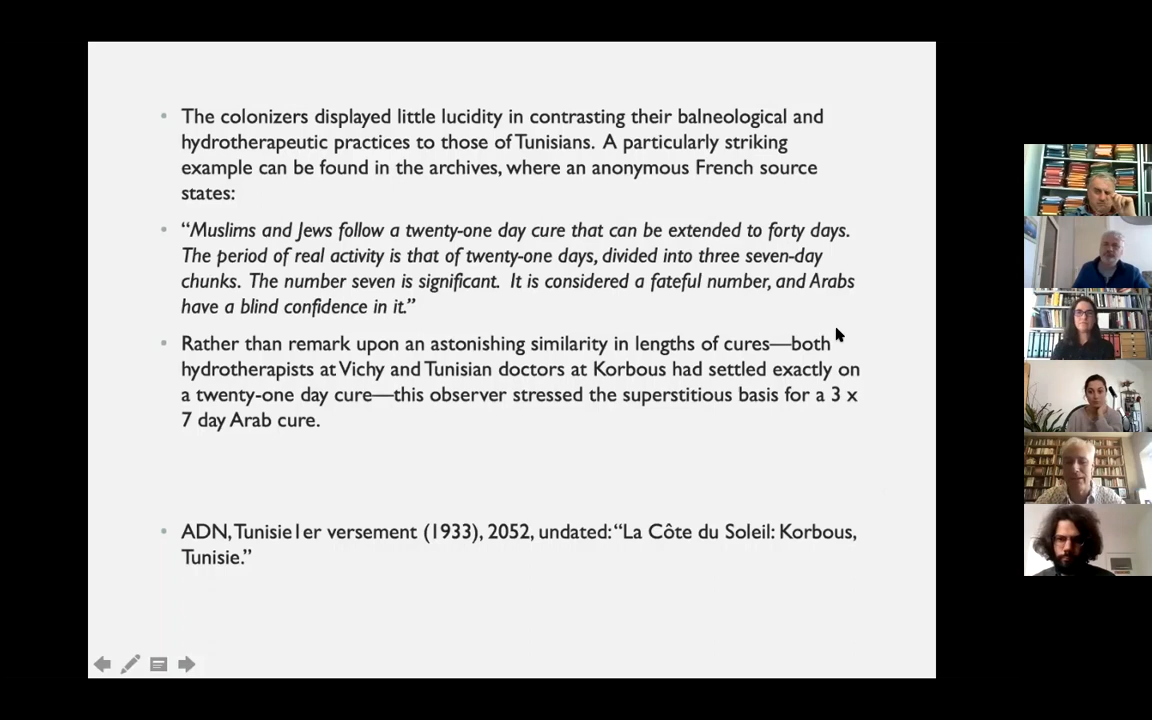 The colonizers displayed little lucidity in contrasting their balneological and
hydrotherapeutic practices to those of Tunisians. A particularly striking
example can be found in the archives, where an anonymous French source
states:
“Muslims and Jews follow a twenty-one day cure that can be extended to forty days.
The period of real activity is that of twenty-one days, divided into three seven-day
chunks. The number seven is significant. It is considered a fateful number, and Arabs
have a blind confidence in it.”
Rather than remark upon an astonishing similarity in lengths of cures—both
hydrotherapists at Vichy and Tunisian doctors at Korbous had settled exactly on
a twenty-one day cure—this observer stressed the superstitious basis for a 3 x
7 day Arab cure.
ADN, Tunisie1er versement (1933), 2052, undated: “La Côte du Soleil: Korbous,
Tunisie.”